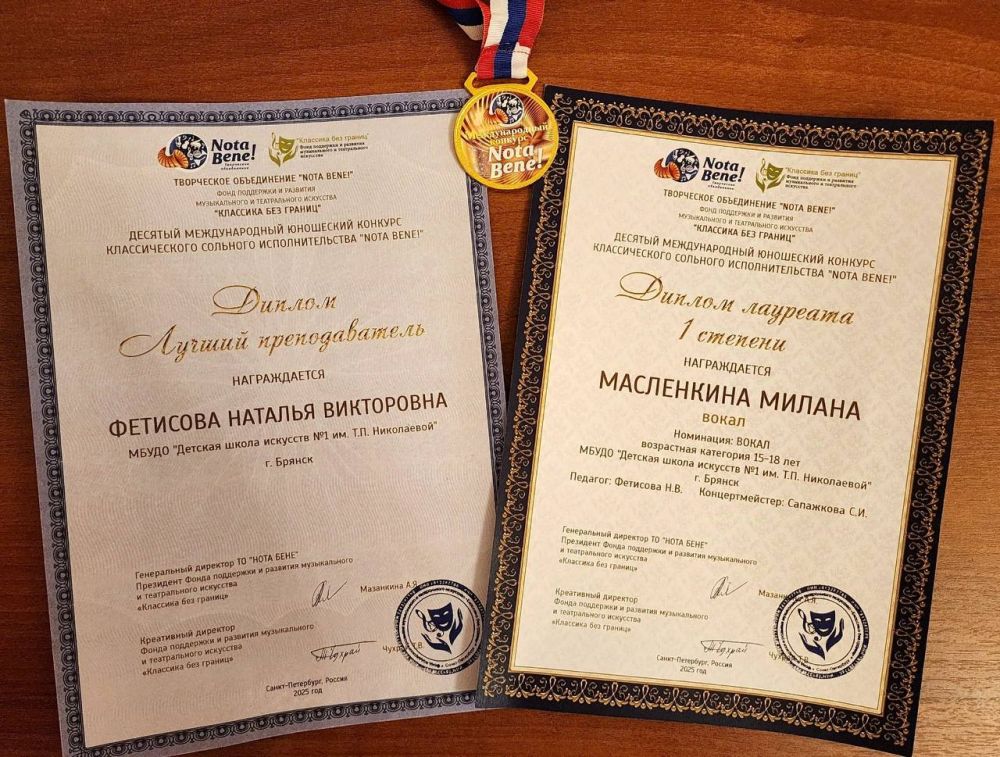 Международный
конкурс
Nota
Bene!
Nota
Bene!
Творческое
объединение
"Классика без границ"
Фонд поддержки и развития
музыкального и театрального
искусства
ТВОРЧЕСКОЕ ОБЪЕДИНЕНИЕ "NOTA BENE!"
ФОНД ПОДДЕРЖКИ И РАЗВИТИЯ
МУЗЫКАЛЬНОГО И ТЕАТРАЛЬНОГО ИСКУССТВА
"КЛАССИКА БЕЗ ГРАНИЦ"
ДЕСЯТЫЙ МЕЖДУНАРОДНЫЙ ЮНОШЕСКИЙ КОНКУРС
КЛАССИЧЕСКОГО СОЛЬНОГО ИСПОЛНИТЕЛЬСТВА "NOTA BENE!"
Диплом
Лучший преподаватель
НАГРАЖДАЕТСЯ
ФЕТИСОВА НАТАЛЬЯ ВИКТОРОВНА
МБУДО "Детская школа искусств №1 им. Т.П. Николаевой"
г. Брянск
Генеральный директор ТО "НОТА БЕНЕ"
Президент Фонда поддержки и развития музыкального
и театрального искусства
«Классика без границ»
Мазанкина А.Я.
Креативный директор
Фонда поддержки и развития музыкального
и театрального искусства
«Классика без границ»
Санкт-Петербург, Россия
2025 год
Nota
Bene!
Творческое
объединение
"Классика без границ"
Фонд поддержки и развития
музыкального и театрального
искусства
ТВОРЧЕСКОЕ ОБЪЕДИНЕНИЕ "NOTA BENE!"
ФОНД ПОДДЕРЖКИ И РАЗВИТИЯ
МУЗЫКАЛЬНОГО И ТЕАТРАЛЬНОГО ИСКУССТВА
"КЛАССИКА БЕЗ ГРАНИЦ"
ДЕСЯТЫЙ МЕЖДУНАРОДНЫЙ ЮНОШЕСКИЙ КОНКУРС
КЛАССИЧЕСКОГО СОЛЬНОГО ИСПОЛНИТЕЛЬСТВА "NOTA BENE!"
Диплом лауреата
1 степени
НАГРАЖДАЕТСЯ
МАСЛЕНКИНА МИЛАНА
вокал
Номинация: ВОКАЛ
возрастная категория 15-18 лет
МБУДО "Детская школа искусств №1 им. Т.П. Николаевой"
г. Брянск
Педагог: Фетисова Н.В. Концертмейстер: Сапажкова С.И.
Генеральный директор ТО "НОТА БЕНЕ"
Президент Фонда поддержки и развития музыкального
и театрального искусства
«Классика без границ»
Креативный директор
Фонда поддержки и развития музыкального
и театрального искусства
«Классика без границ»
Санкт-Петербург, Россия
2025 год